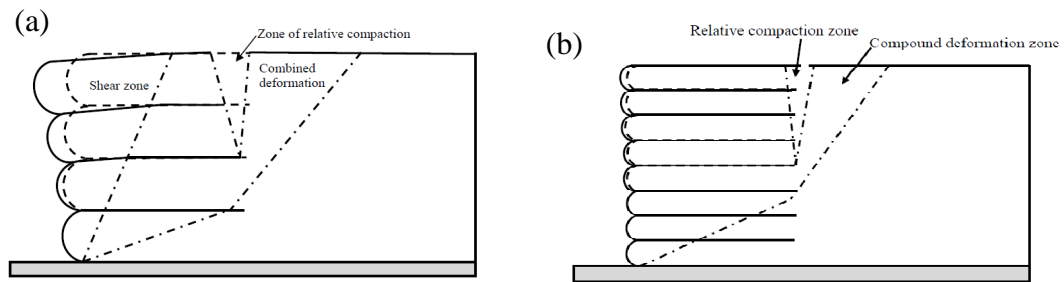 (a)
Zone of relative compaction
Shear zone
Combined
deformation
(b)
Relative compaction zone
Compound deformation zone